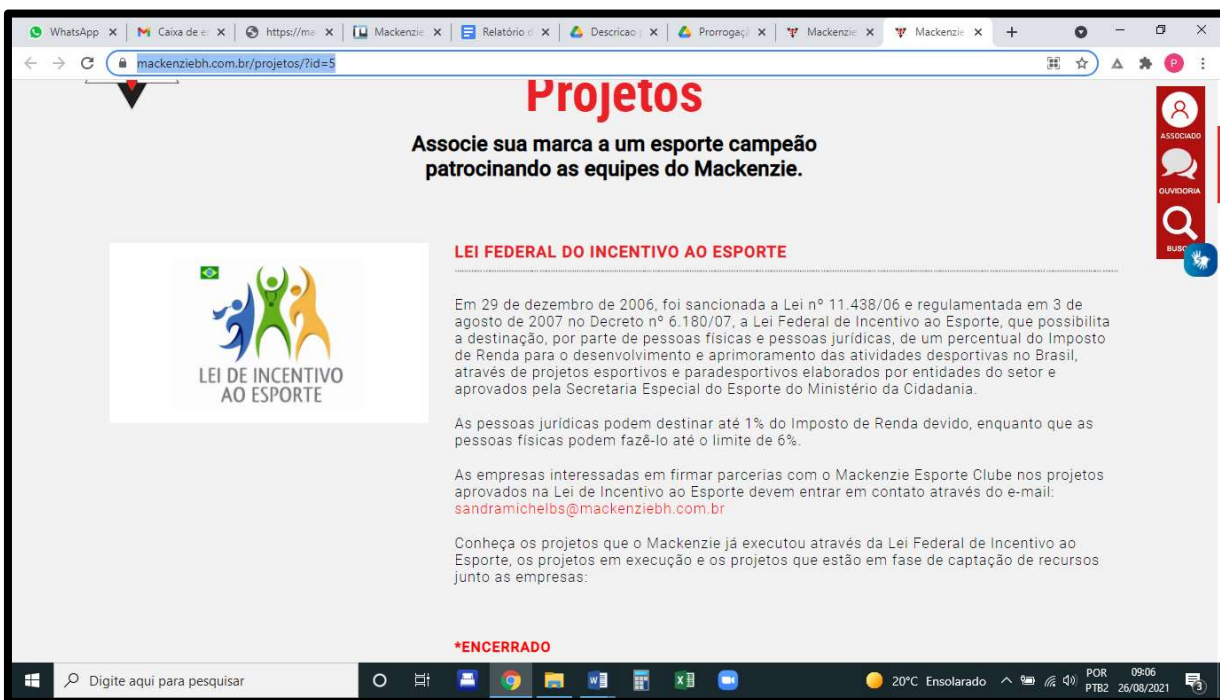 WhatsApp
Caixa de e
https://ma
Mackenzie
Relatório d
Descricao
Prorrogaçã
Mackenzie
Mackenzie
mackenziebh.com.br/projetos/?id=5
P
Projetos
Associe sua marca a um esporte campeão
patrocinando as equipes do Mackenzie.
ASSOCIADO
OUVIDORIA
BUSC
LEI DE INCENTIVO
AO ESPORTE
LEI FEDERAL DO INCENTIVO AO ESPORTE
Em 29 de dezembro de 2006, foi sancionada a Lei nº 11.438/06 e regulamentada em 3 de
agosto de 2007 no Decreto nº 6.180/07, a Lei Federal de Incentivo ao Esporte, que possibilita
a destinação, por parte de pessoas físicas e pessoas jurídicas, de um percentual do Imposto
de Renda para o desenvolvimento e aprimoramento das atividades desportivas no Brasil,
através de projetos esportivos e paradesportivos elaborados por entidades do setor e
aprovados pela Secretaria Especial do Esporte do Ministério da Cidadania.
As pessoas jurídicas podem destinar até 1% do Imposto de Renda devido, enquanto que as
pessoas físicas podem fazê-lo até o limite de 6%.
As empresas interessadas em firmar parcerias com o Mackenzie Esporte Clube nos projetos
aprovados na Lei de Incentivo ao Esporte devem entrar em contato através do e-mail:
sandramichelbs@mackenziebh.com.br
Conheça os projetos que o Mackenzie já executou através da Lei Federal de Incentivo ao
Esporte, os projetos em execução e os projetos que estão em fase de captação de recursos
junto as empresas:
*ENCERRADO
Digite aqui para pesquisar
20°C Ensolarado
POR
PTB2
09:06
26/08/2021
3